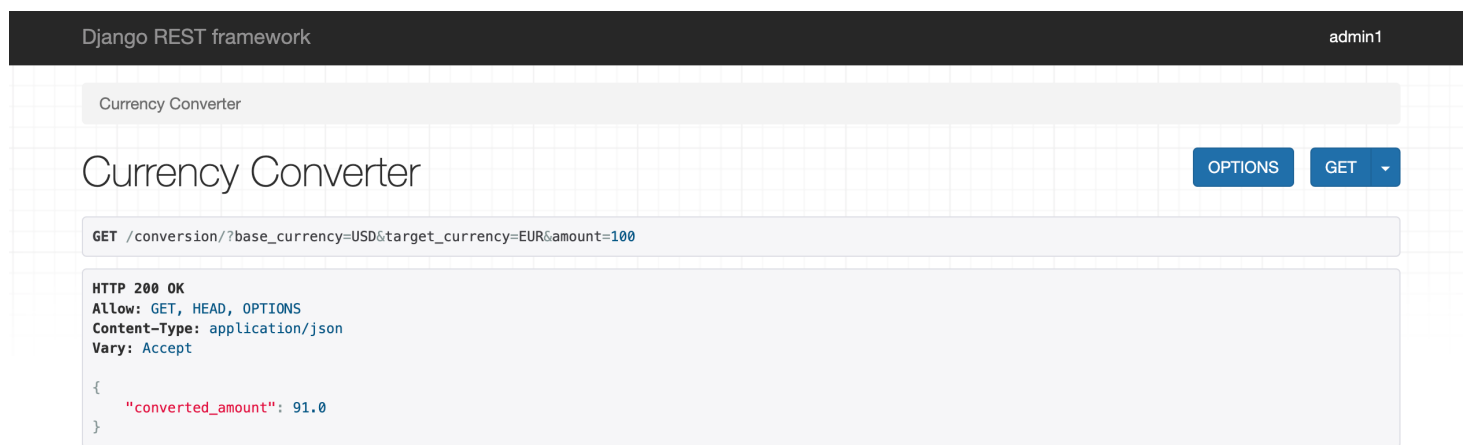 Django REST framework
admin1
Currency Converter
Currency Converter
OPTIONS
GET
GET /conversion/?base_currency=USD&target_currency=EUR&amount=100
HTTP 200 OK
Allow: GET, HEAD, OPTIONS
Content-Type: application/json
Vary: Accept
{
    "converted_amount": 91.0
}